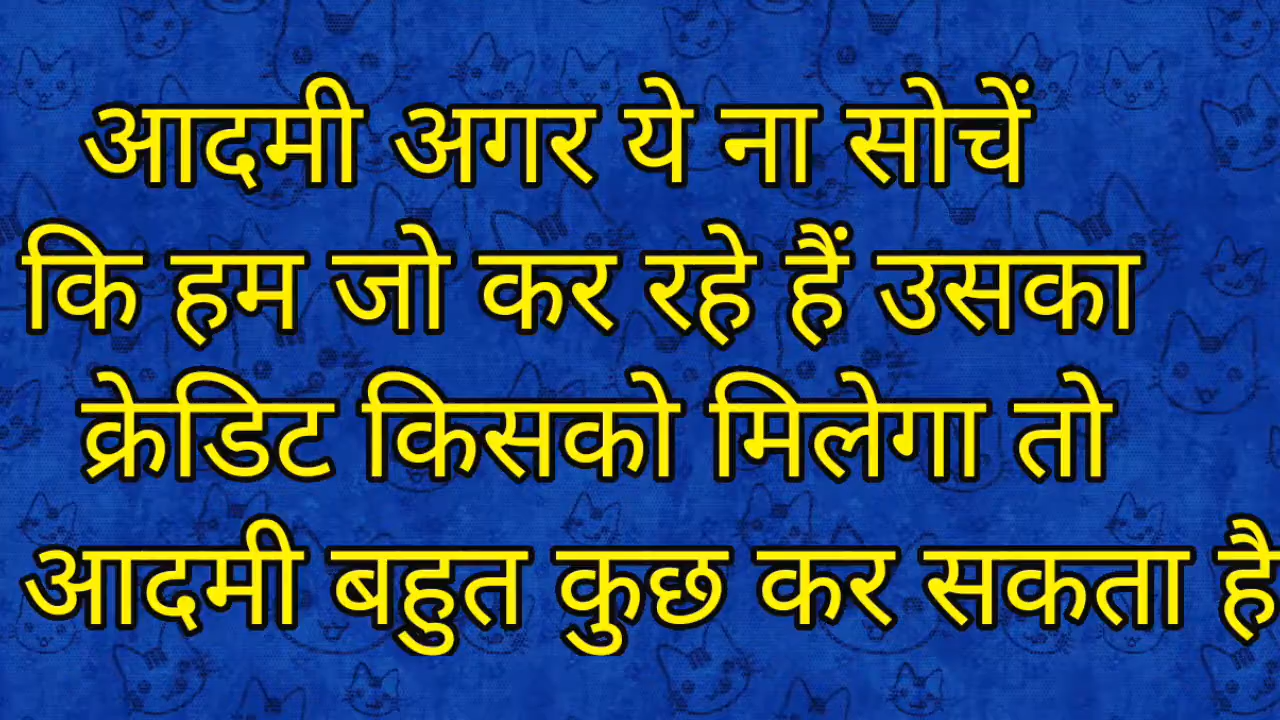 आदमी अगर ये ना सोचें
कि हम जो कर रहे हैं उसका
क्रेडिट किसको मिलेगा तो
आदमी बहुत कुछ कर सकता है